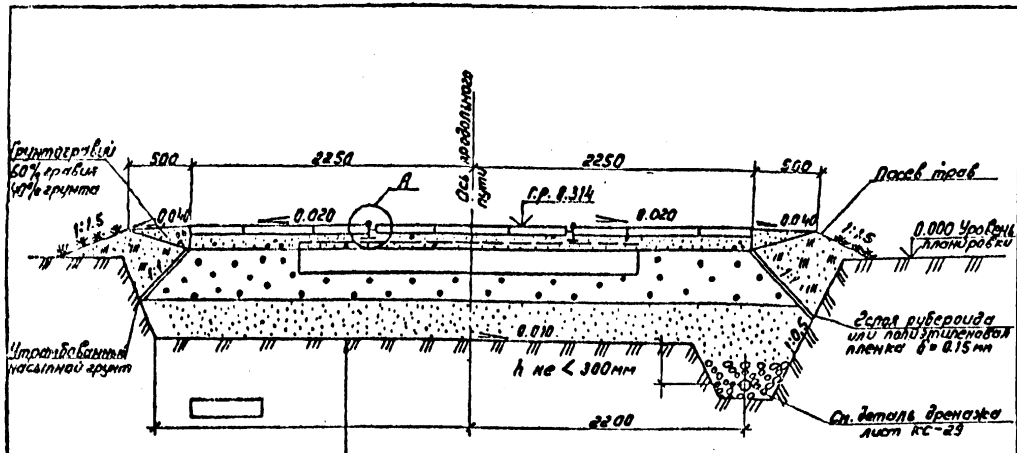 Ось продольного
пути
Грунтогравий
60% гравия
40% грунта
500
2250
2250
500
А
г.р. 0.314
Посев трав
1:1.5
0.040
0.020
0.020
0.040
1:1.5
0.000 Уровень
планировки
Утрамбованный
насыпной грунт
0.010
h не < 300мм
1:0.5
2 слоя рубероида
или полиэтиленовая
пленка δ = 0.15 мм
2200
См. деталь дренажа
лист КС-29